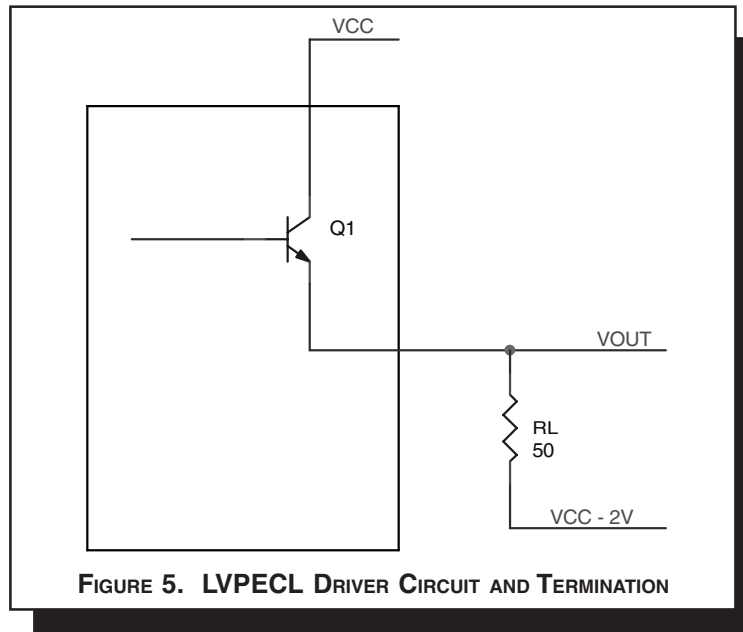 VCC
Q1
VOUT
RL
50
VCC - 2V
FIGURE 5. LVPECL DRIVER CIRCUIT AND TERMINATION